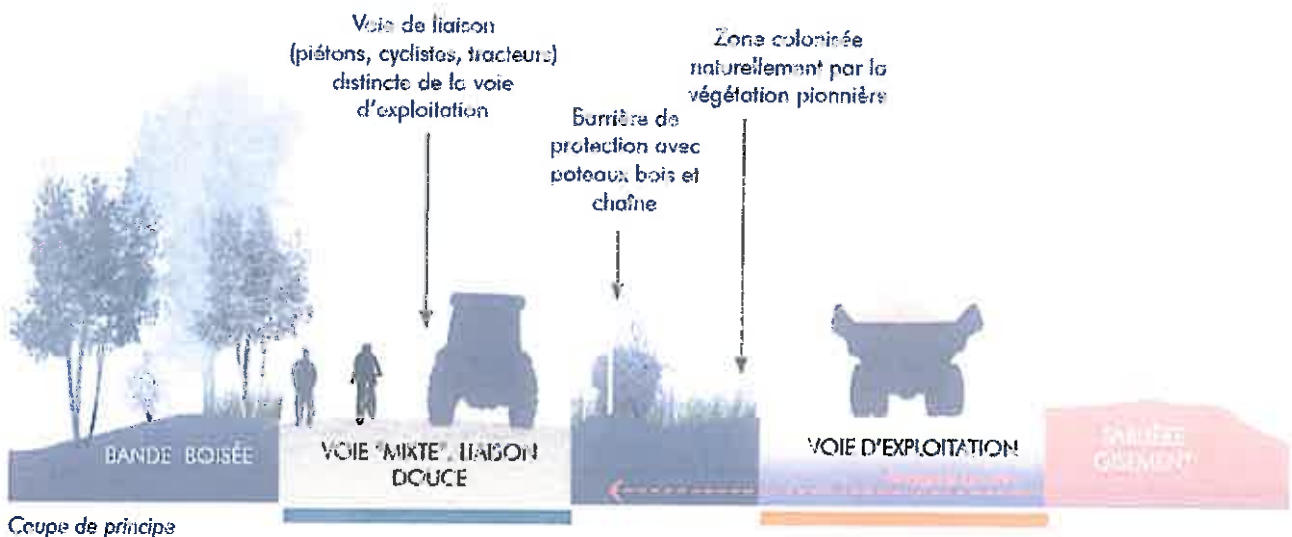 Voie de liaison
(piétons, cyclistes, tracteurs)
distincte de la voie
d'exploitation
Zone colonisée
naturellement par la
végétation pionnière
Barrière de
protection avec
poteaux bois et
chaîne
BANDE BOISÉE
VOIE "MIXTE", LIAISON
DOUCE
VOIE D'EXPLOITATION
GISEMENT
Coupe de principe